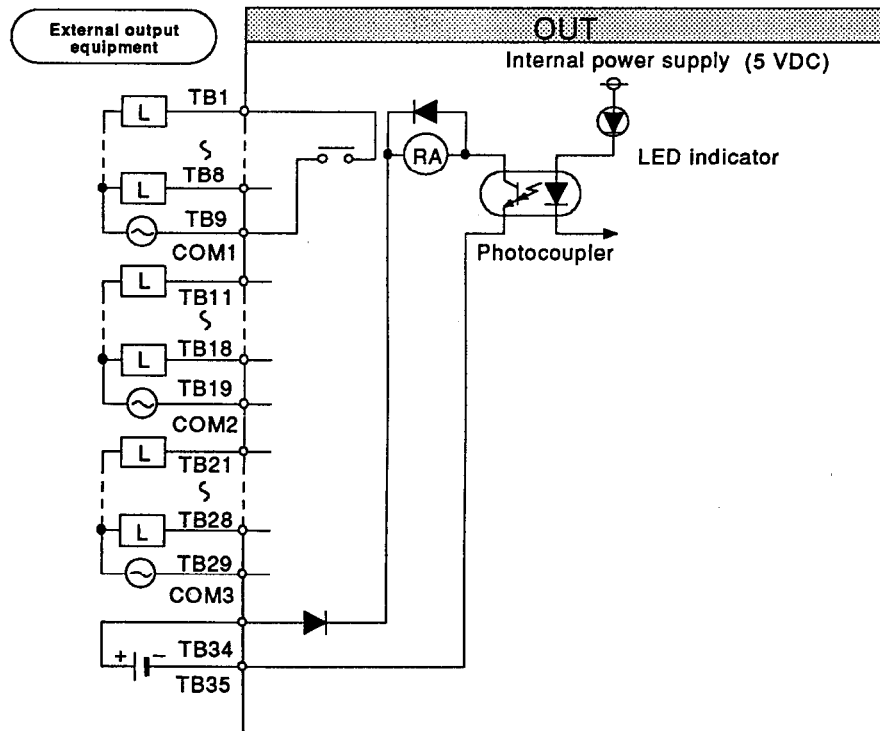 External output
equipment
OUT
Internal power supply (5 VDC)
TB1
L
RA
LED indicator
L
TB8
TB9
COM1
Photocoupler
L
TB11
L
TB18
TB19
COM2
L
TB21
L
TB28
TB29
COM3
TB34
+ −
TB35